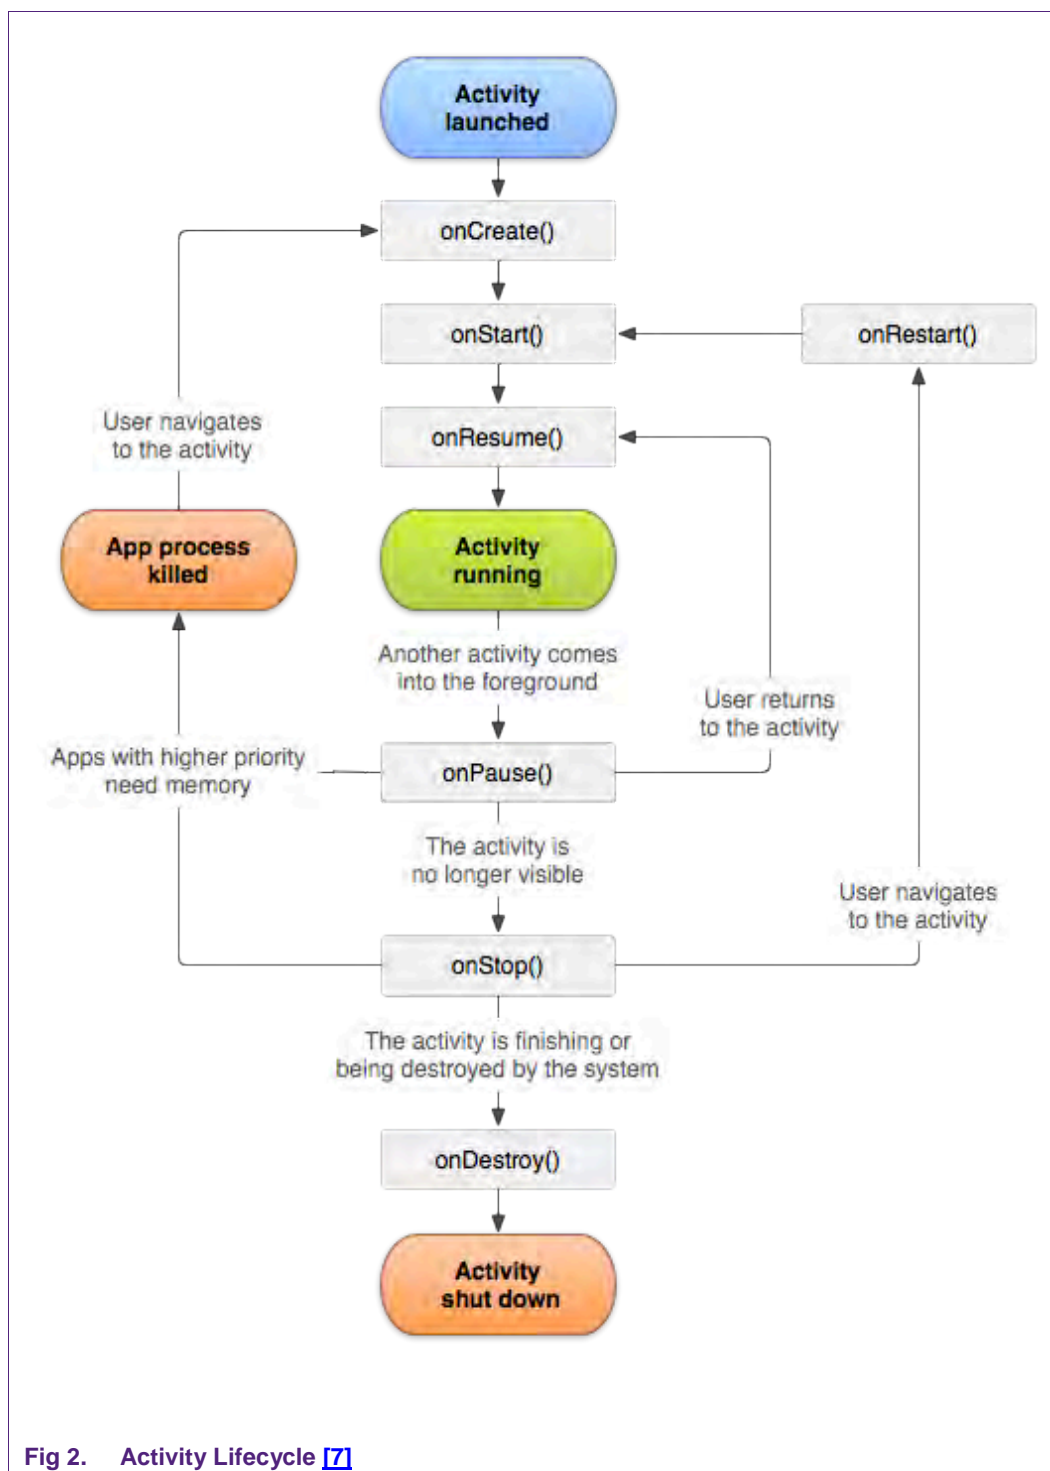 Activity
launched
onCreate()
onStart()
onRestart()
User navigates
to the activity
onResume()
App process
killed
Activity
running
Another activity comes
into the foreground
User returns
to the activity
Apps with higher priority
need memory
onPause()
The activity is
no longer visible
User navigates
to the activity
onStop()
The activity is finishing or
being destroyed by the system
onDestroy()
Activity
shut down
Fig 2. Activity Lifecycle [7]